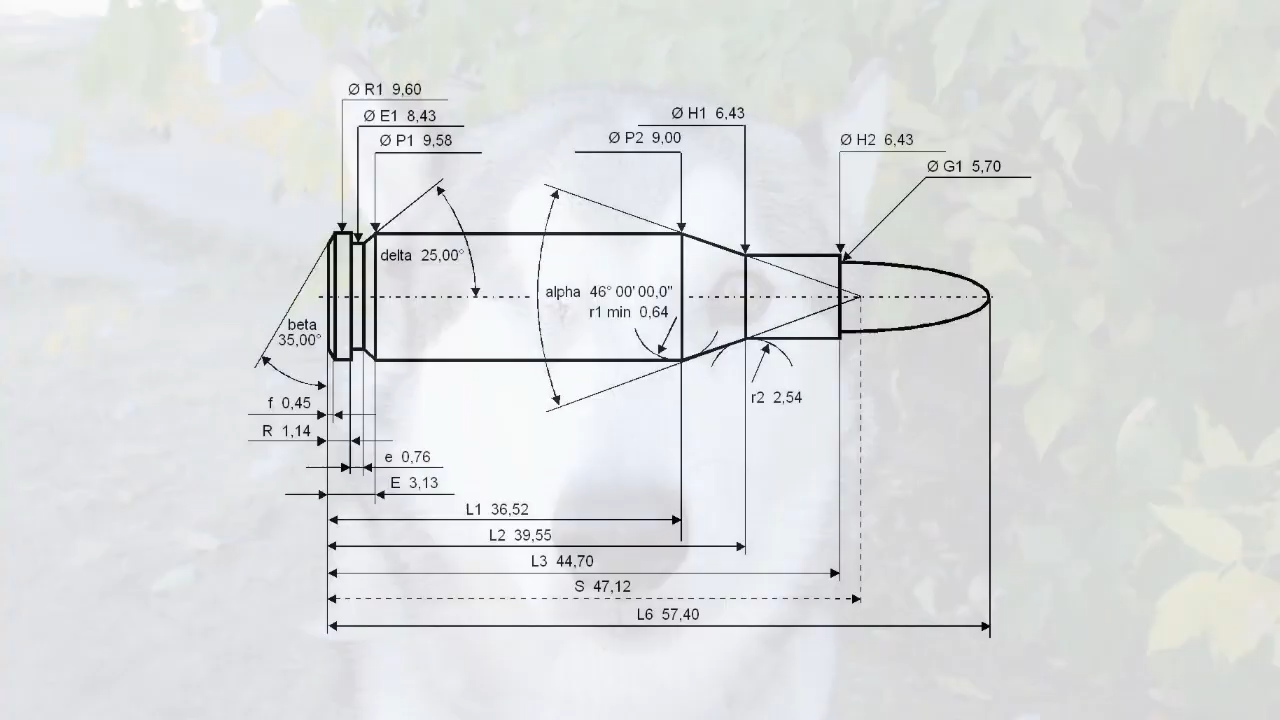 Ø R1 9,60
Ø E1 8,43
Ø P1 9,58
Ø P2 9,00
Ø H1 6,43
Ø H2 6,43
Ø G1 5,70
delta 25,00°
alpha 46° 00' 00,0"
r1 min 0,64
beta
35,00°
r2 2,54
f 0,45
R 1,14
e 0,76
E 3,13
L1 36,52
L2 39,55
L3 44,70
S 47,12
L6 57,40